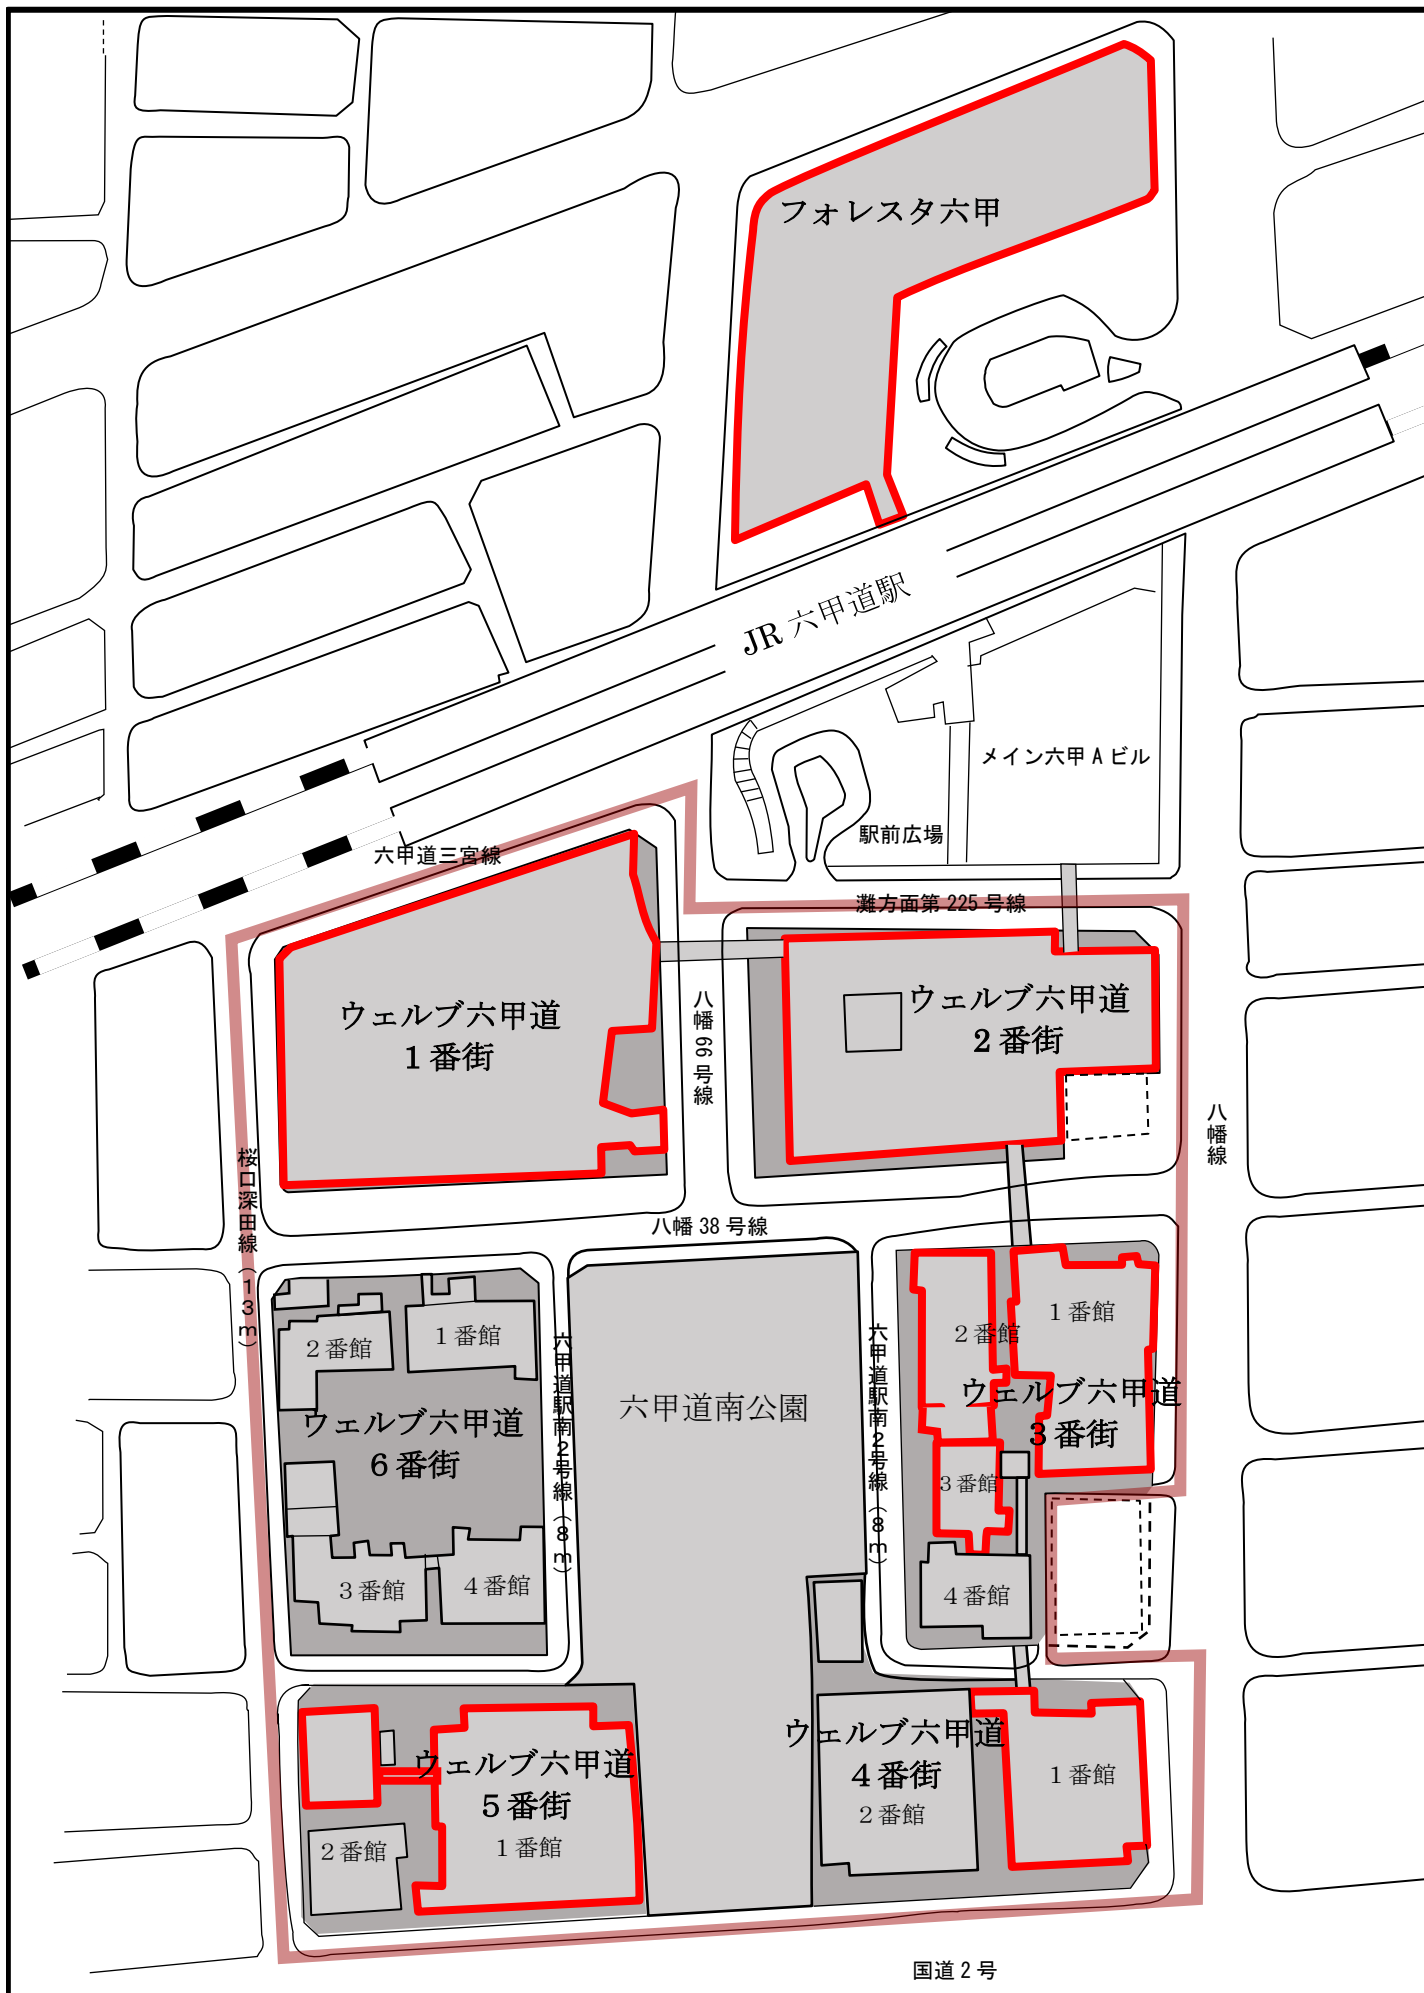 フォレスタ六甲
JR 六甲道駅
メイン六甲 A ビル
駅前広場
六甲道三宮線
灘方面第 225 号線
ウェルブ六甲道
1 番街
八幡 66 号線
ウェルブ六甲道
2 番街
八幡線
桜口深田線（13ｍ）
八幡 38 号線
2 番館
1 番館
ウェルブ六甲道
6 番街
3 番館
4 番館
六甲道駅南2号線（8ｍ）
六甲道南公園
六甲道駅南2号線（8ｍ）
1 番館
2 番館
ウェルブ六甲道
3 番街
3 番館
4 番館
ウェルブ六甲道
5 番街
1 番館
2 番館
ウェルブ六甲道
4 番街
2 番館
1 番館
国道 2 号